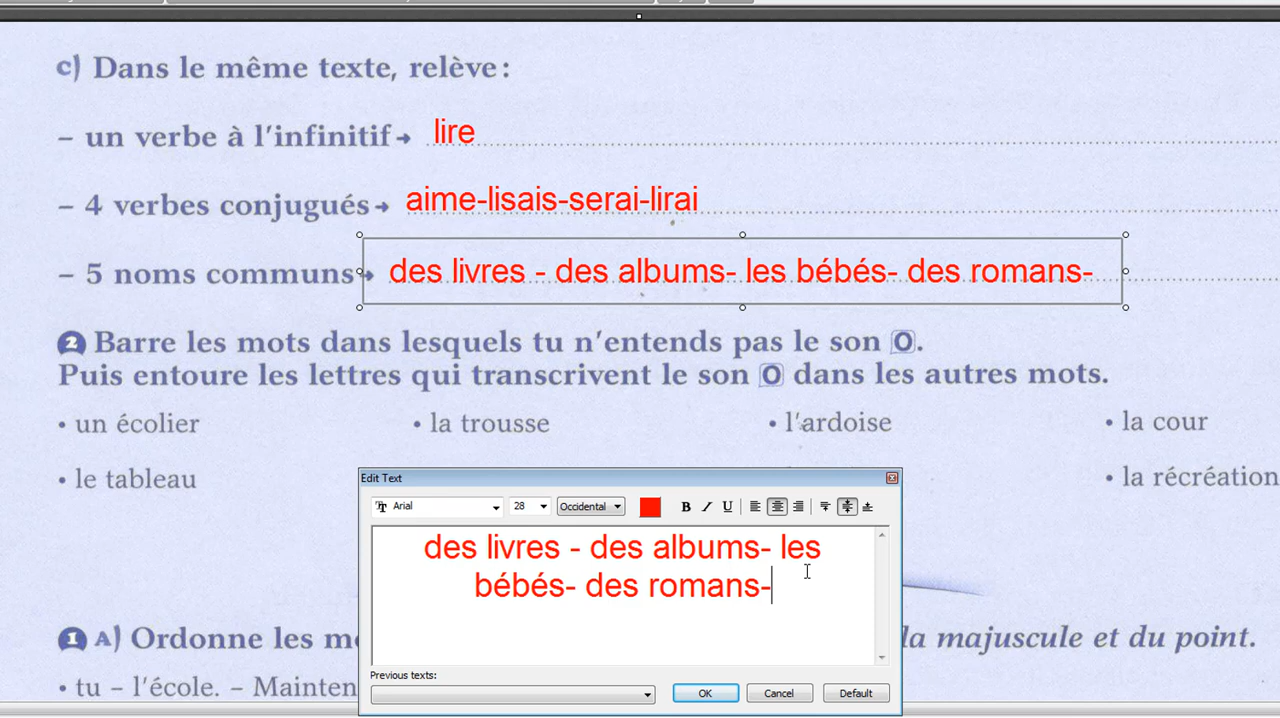 c) Dans le même texte, relève :
– un verbe à l'infinitif→ lire
– 4 verbes conjugués→ aime-lisais-serai-lirai
– 5 noms communs→ des livres - des albums- les bébés- des romans-
2 Barre les mots dans lesquels tu n'entends pas le son O.
Puis entoure les lettres qui transcrivent le son O dans les autres mots.
• un écolier • la trousse • l'ardoise • la cour
• le tableau • la récréation
Edit Text
Arial 28 Occidental B I U
des livres - des albums- les
bébés- des romans-
1 A) Ordonne les la majuscule et du point.
• tu – l'école. –
Previous texts:
OK Cancel Default